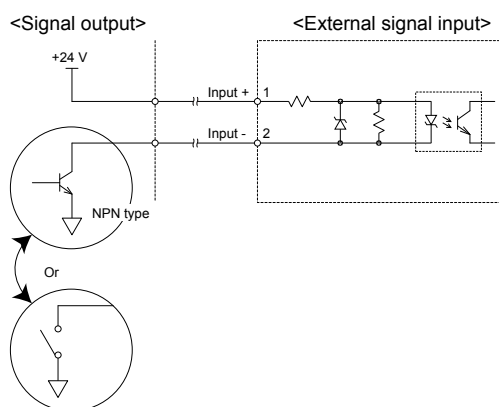 <Signal output>
<External signal input>
+24 V
Input + 1
Input - 2
NPN type
Or